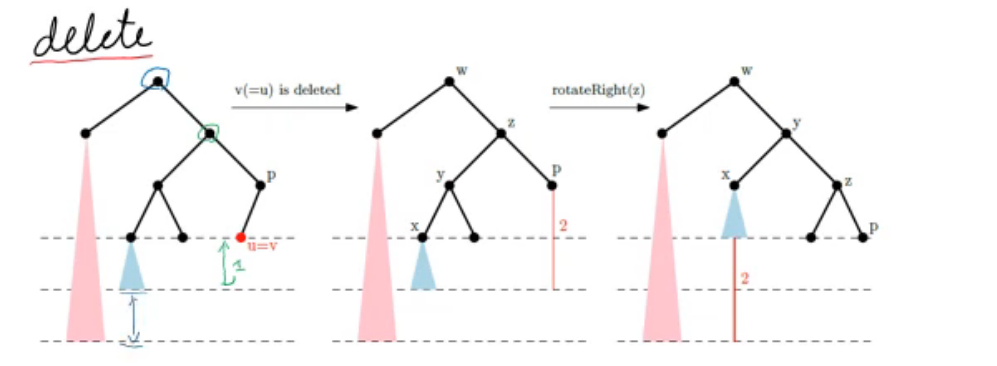 delete
v(=u) is deleted
rotateRight(z)
w
w
z
y
p
y
p
x
z
x
2
p
u=v
1
2